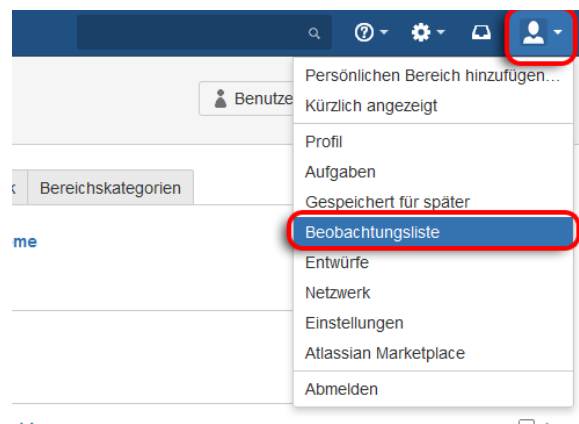 Benutze
Bereichskategorien
me
Persönlichen Bereich hinzufügen...
Kürzlich angezeigt
Profil
Aufgaben
Gespeichert für später
Beobachtungsliste
Entwürfe
Netzwerk
Einstellungen
Atlassian Marketplace
Abmelden